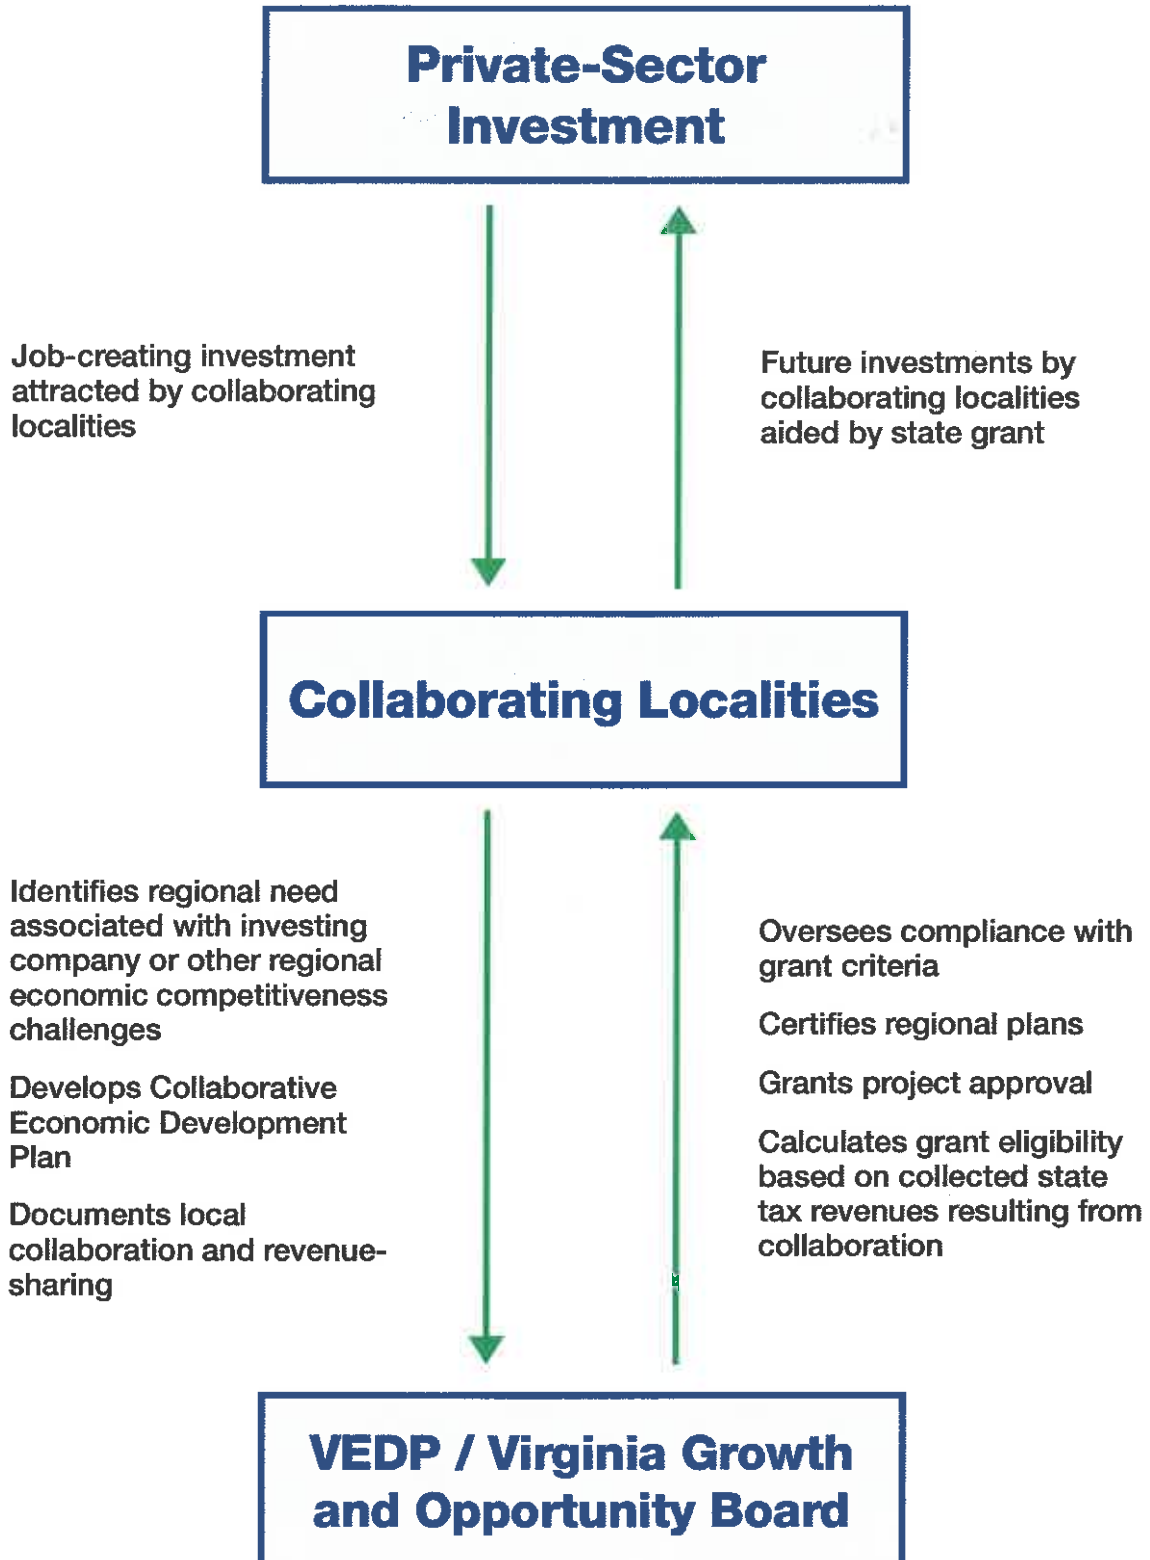 Private-Sector
Investment
Job-creating investment
attracted by collaborating
localities
Future investments by
collaborating localities
aided by state grant
Collaborating Localities
Identifies regional need
associated with investing
company or other regional
economic competitiveness
challenges
Develops Collaborative
Economic Development
Plan
Documents local
collaboration and revenue-
sharing
Oversees compliance with
grant criteria
Certifies regional plans
Grants project approval
Calculates grant eligibility
based on collected state
tax revenues resulting from
collaboration
VEDP / Virginia Growth
and Opportunity Board